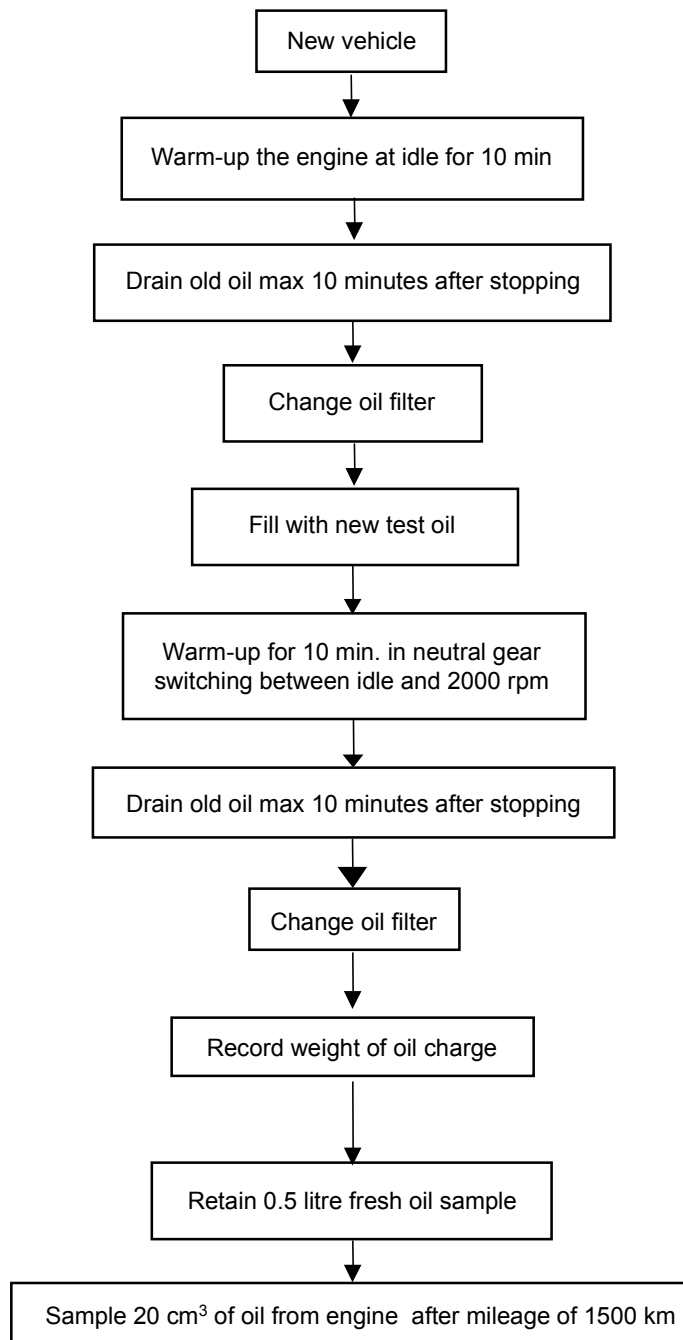 New vehicle
Warm-up the engine at idle for 10 min
Drain old oil max 10 minutes after stopping
Change oil filter
Fill with new test oil
Warm-up for 10 min. in neutral gear
switching between idle and 2000 rpm
Drain old oil max 10 minutes after stopping
Change oil filter
Record weight of oil charge
Retain 0.5 litre fresh oil sample
Sample 20 cm³ of oil from engine after mileage of 1500 km